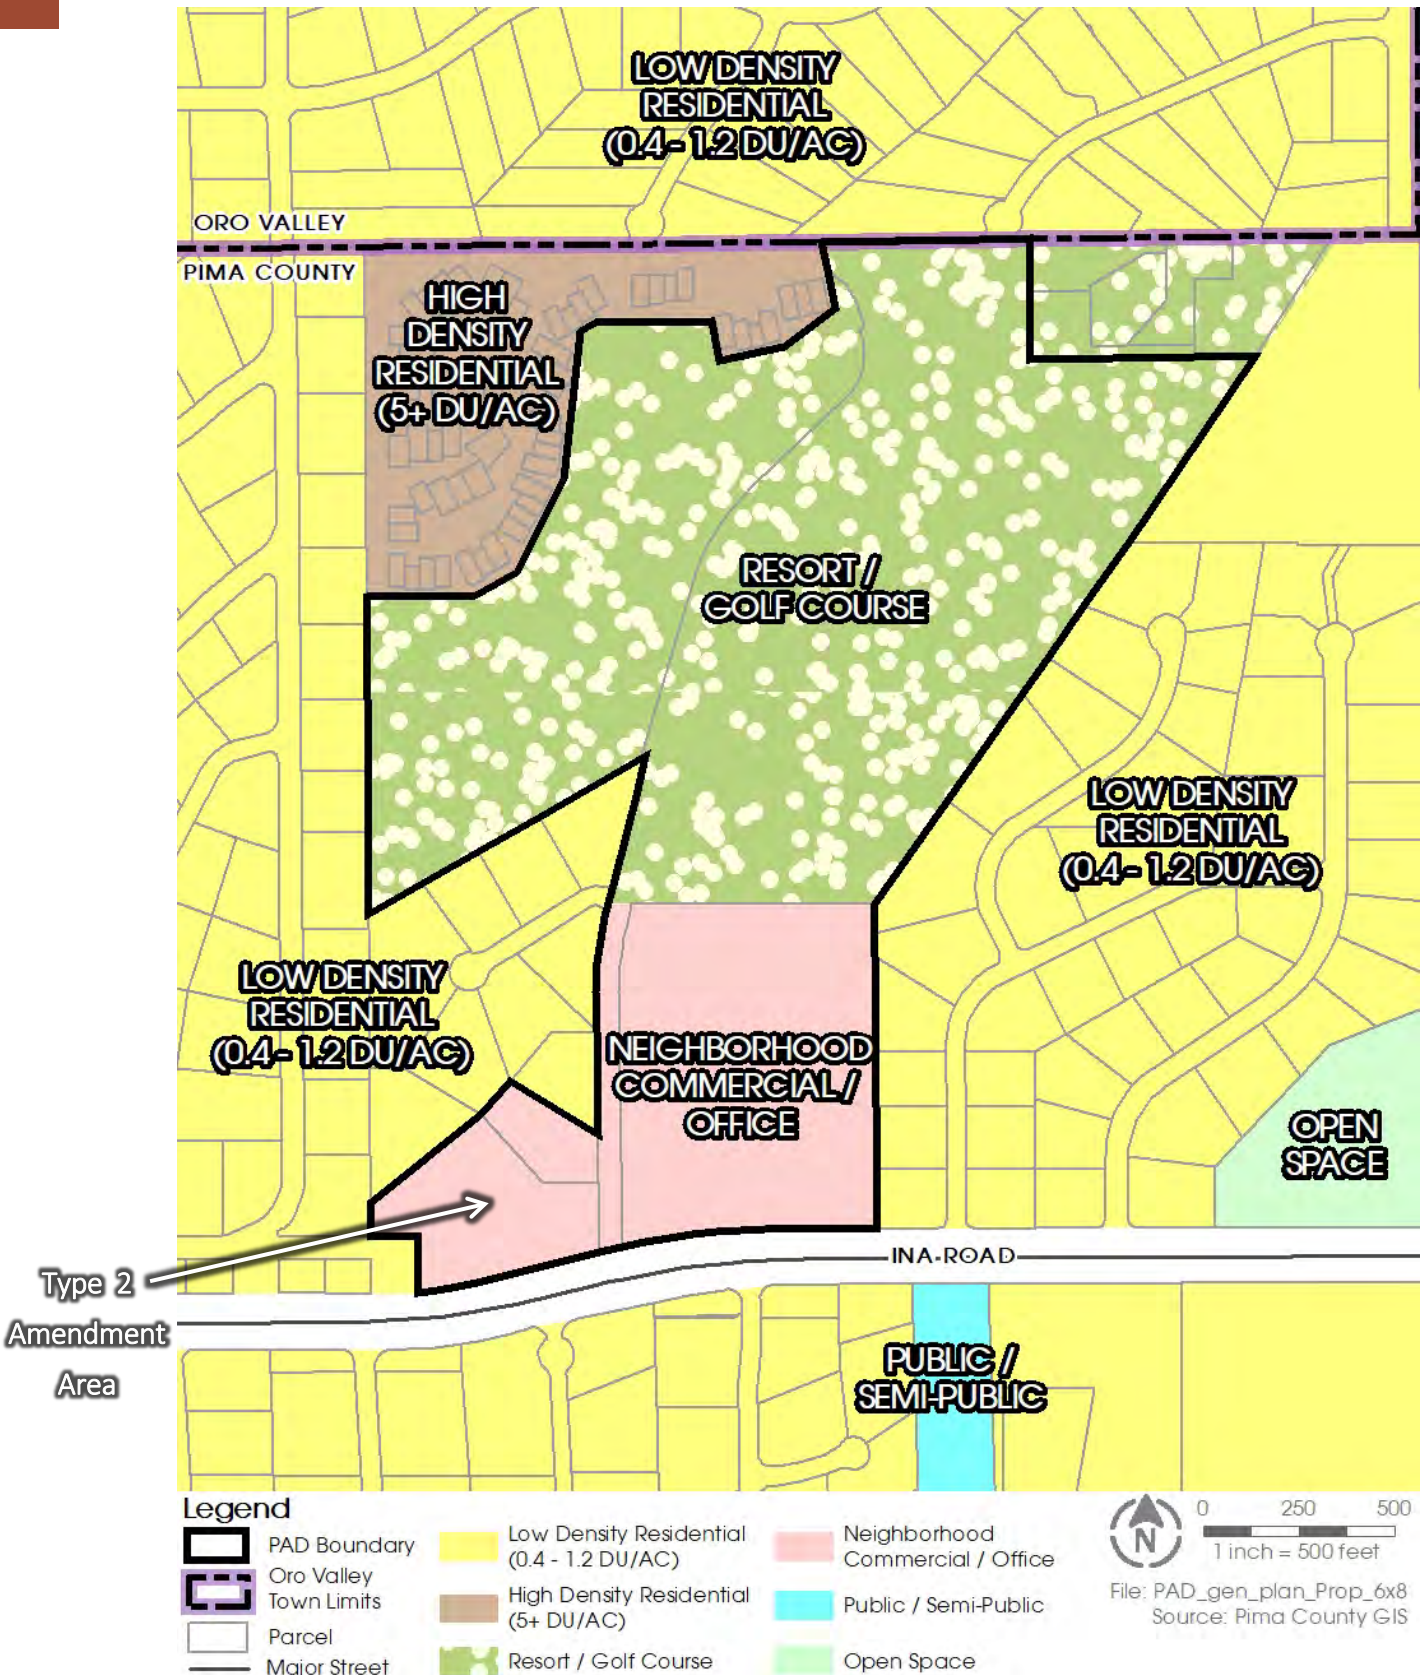 LOW DENSITY
RESIDENTIAL
(0.4 - 1.2 DU/AC)
ORO VALLEY
PIMA COUNTY
HIGH
DENSITY
RESIDENTIAL
(5+ DU/AC)
RESORT /
GOLF COURSE
LOW DENSITY
RESIDENTIAL
(0.4 - 1.2 DU/AC)
LOW DENSITY
RESIDENTIAL
(0.4 - 1.2 DU/AC)
NEIGHBORHOOD
COMMERCIAL /
OFFICE
OPEN
SPACE
Type 2
Amendment
Area
INA ROAD
PUBLIC /
SEMI-PUBLIC
Legend
PAD Boundary
Oro Valley
Town Limits
Parcel
Major Street
Low Density Residential
(0.4 - 1.2 DU/AC)
High Density Residential
(5+ DU/AC)
Resort / Golf Course
Neighborhood
Commercial / Office
Public / Semi-Public
Open Space
N
0 250 500
1 inch = 500 feet
File: PAD_gen_plan_Prop_6x8
Source: Pima County GIS